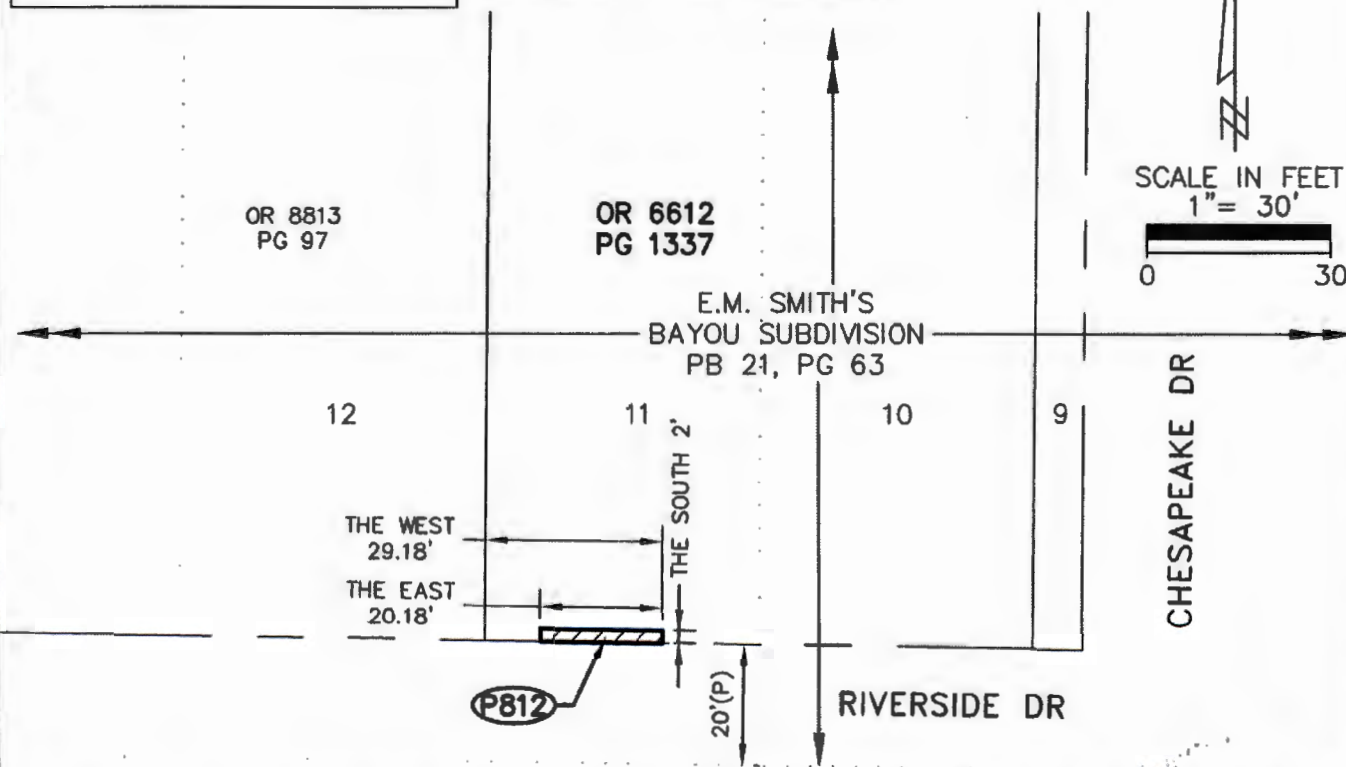 SCALE IN FEET
1"= 30'
0 30
OR 8813
PG 97
OR 6612
PG 1337
E.M. SMITH'S
BAYOU SUBDIVISION
PB 21, PG 63
12
11
10
9
CHESAPEAKE DR
THE SOUTH 2'
THE WEST
29.18'
THE EAST
20.18'
P812
20'(P)
RIVERSIDE DR
N